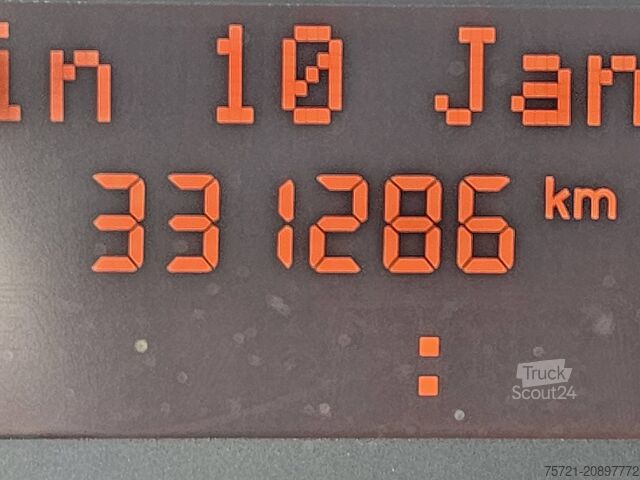 in 10 Jan
331286 km
:
Truck
Scout24
75721-20897772